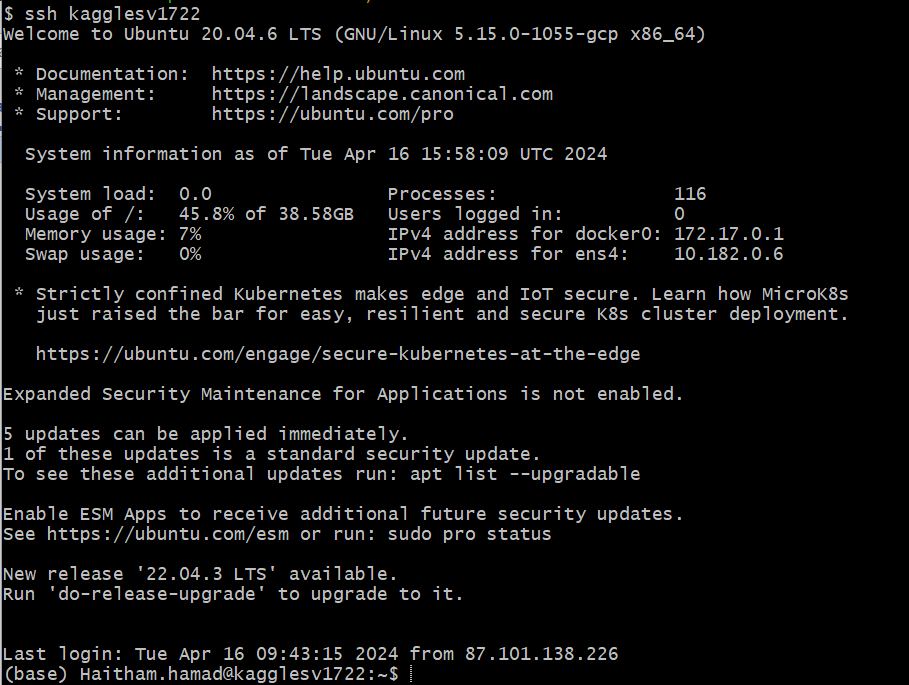 $ ssh kagglesv1722
Welcome to Ubuntu 20.04.6 LTS (GNU/Linux 5.15.0-1055-gcp x86_64)
* Documentation:  https://help.ubuntu.com
* Management:     https://landscape.canonical.com
* Support:        https://ubuntu.com/pro
System information as of Tue Apr 16 15:58:09 UTC 2024
System load:  0.0                Processes:                116
Usage of /:   45.8% of 38.58GB   Users logged in:          0
Memory usage: 7%                 IPv4 address for docker0: 172.17.0.1
Swap usage:   0%                 IPv4 address for ens4:    10.182.0.6
* Strictly confined Kubernetes makes edge and IoT secure. Learn how MicroK8s
just raised the bar for easy, resilient and secure K8s cluster deployment.
https://ubuntu.com/engage/secure-kubernetes-at-the-edge
Expanded Security Maintenance for Applications is not enabled.
5 updates can be applied immediately.
1 of these updates is a standard security update.
To see these additional updates run: apt list --upgradable
Enable ESM Apps to receive additional future security updates.
See https://ubuntu.com/esm or run: sudo pro status
New release '22.04.3 LTS' available.
Run 'do-release-upgrade' to upgrade to it.
Last login: Tue Apr 16 09:43:15 2024 from 87.101.138.226
(base) Haitham.hamad@kagglesv1722:~$